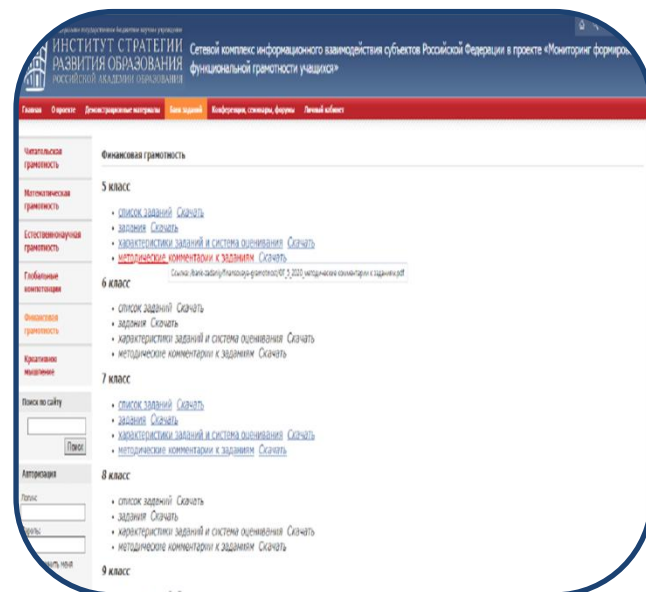 ИНСТИТУТ СТРАТЕГИИ
РАЗВИТИЯ ОБРАЗОВАНИЯ
РОССИЙСКОЙ АКАДЕМИИ ОБРАЗОВАНИЯ
Сетевой комплекс информационного взаимодействия субъектов Российской Федерации в проекте «Мониторинг формиро
функциональной грамотности учащихся»
Главная О проекте Демонстрационные материалы Банк заданий Конференции, семинары, форумы Личный кабинет
Читательская
грамотность
Математическая
грамотность
Естественнонаучная
грамотность
Глобальные
компетенции
Финансовая
грамотность
Креативное
мышление
Поиск по сайту
Поиск
Авторизация
Логин:
Пароль:
Финансовая грамотность
5 класс
список заданий Скачать
задания Скачать
характеристики заданий и система оценивания Скачать
методические комментарии к заданиям Скачать
6 класс
список заданий Скачать
задания Скачать
характеристики заданий и система оценивания Скачать
методические комментарии к заданиям Скачать
7 класс
список заданий Скачать
задания Скачать
характеристики заданий и система оценивания Скачать
методические комментарии к заданиям Скачать
8 класс
список заданий Скачать
задания Скачать
характеристики заданий и система оценивания Скачать
методические комментарии к заданиям Скачать
9 класс